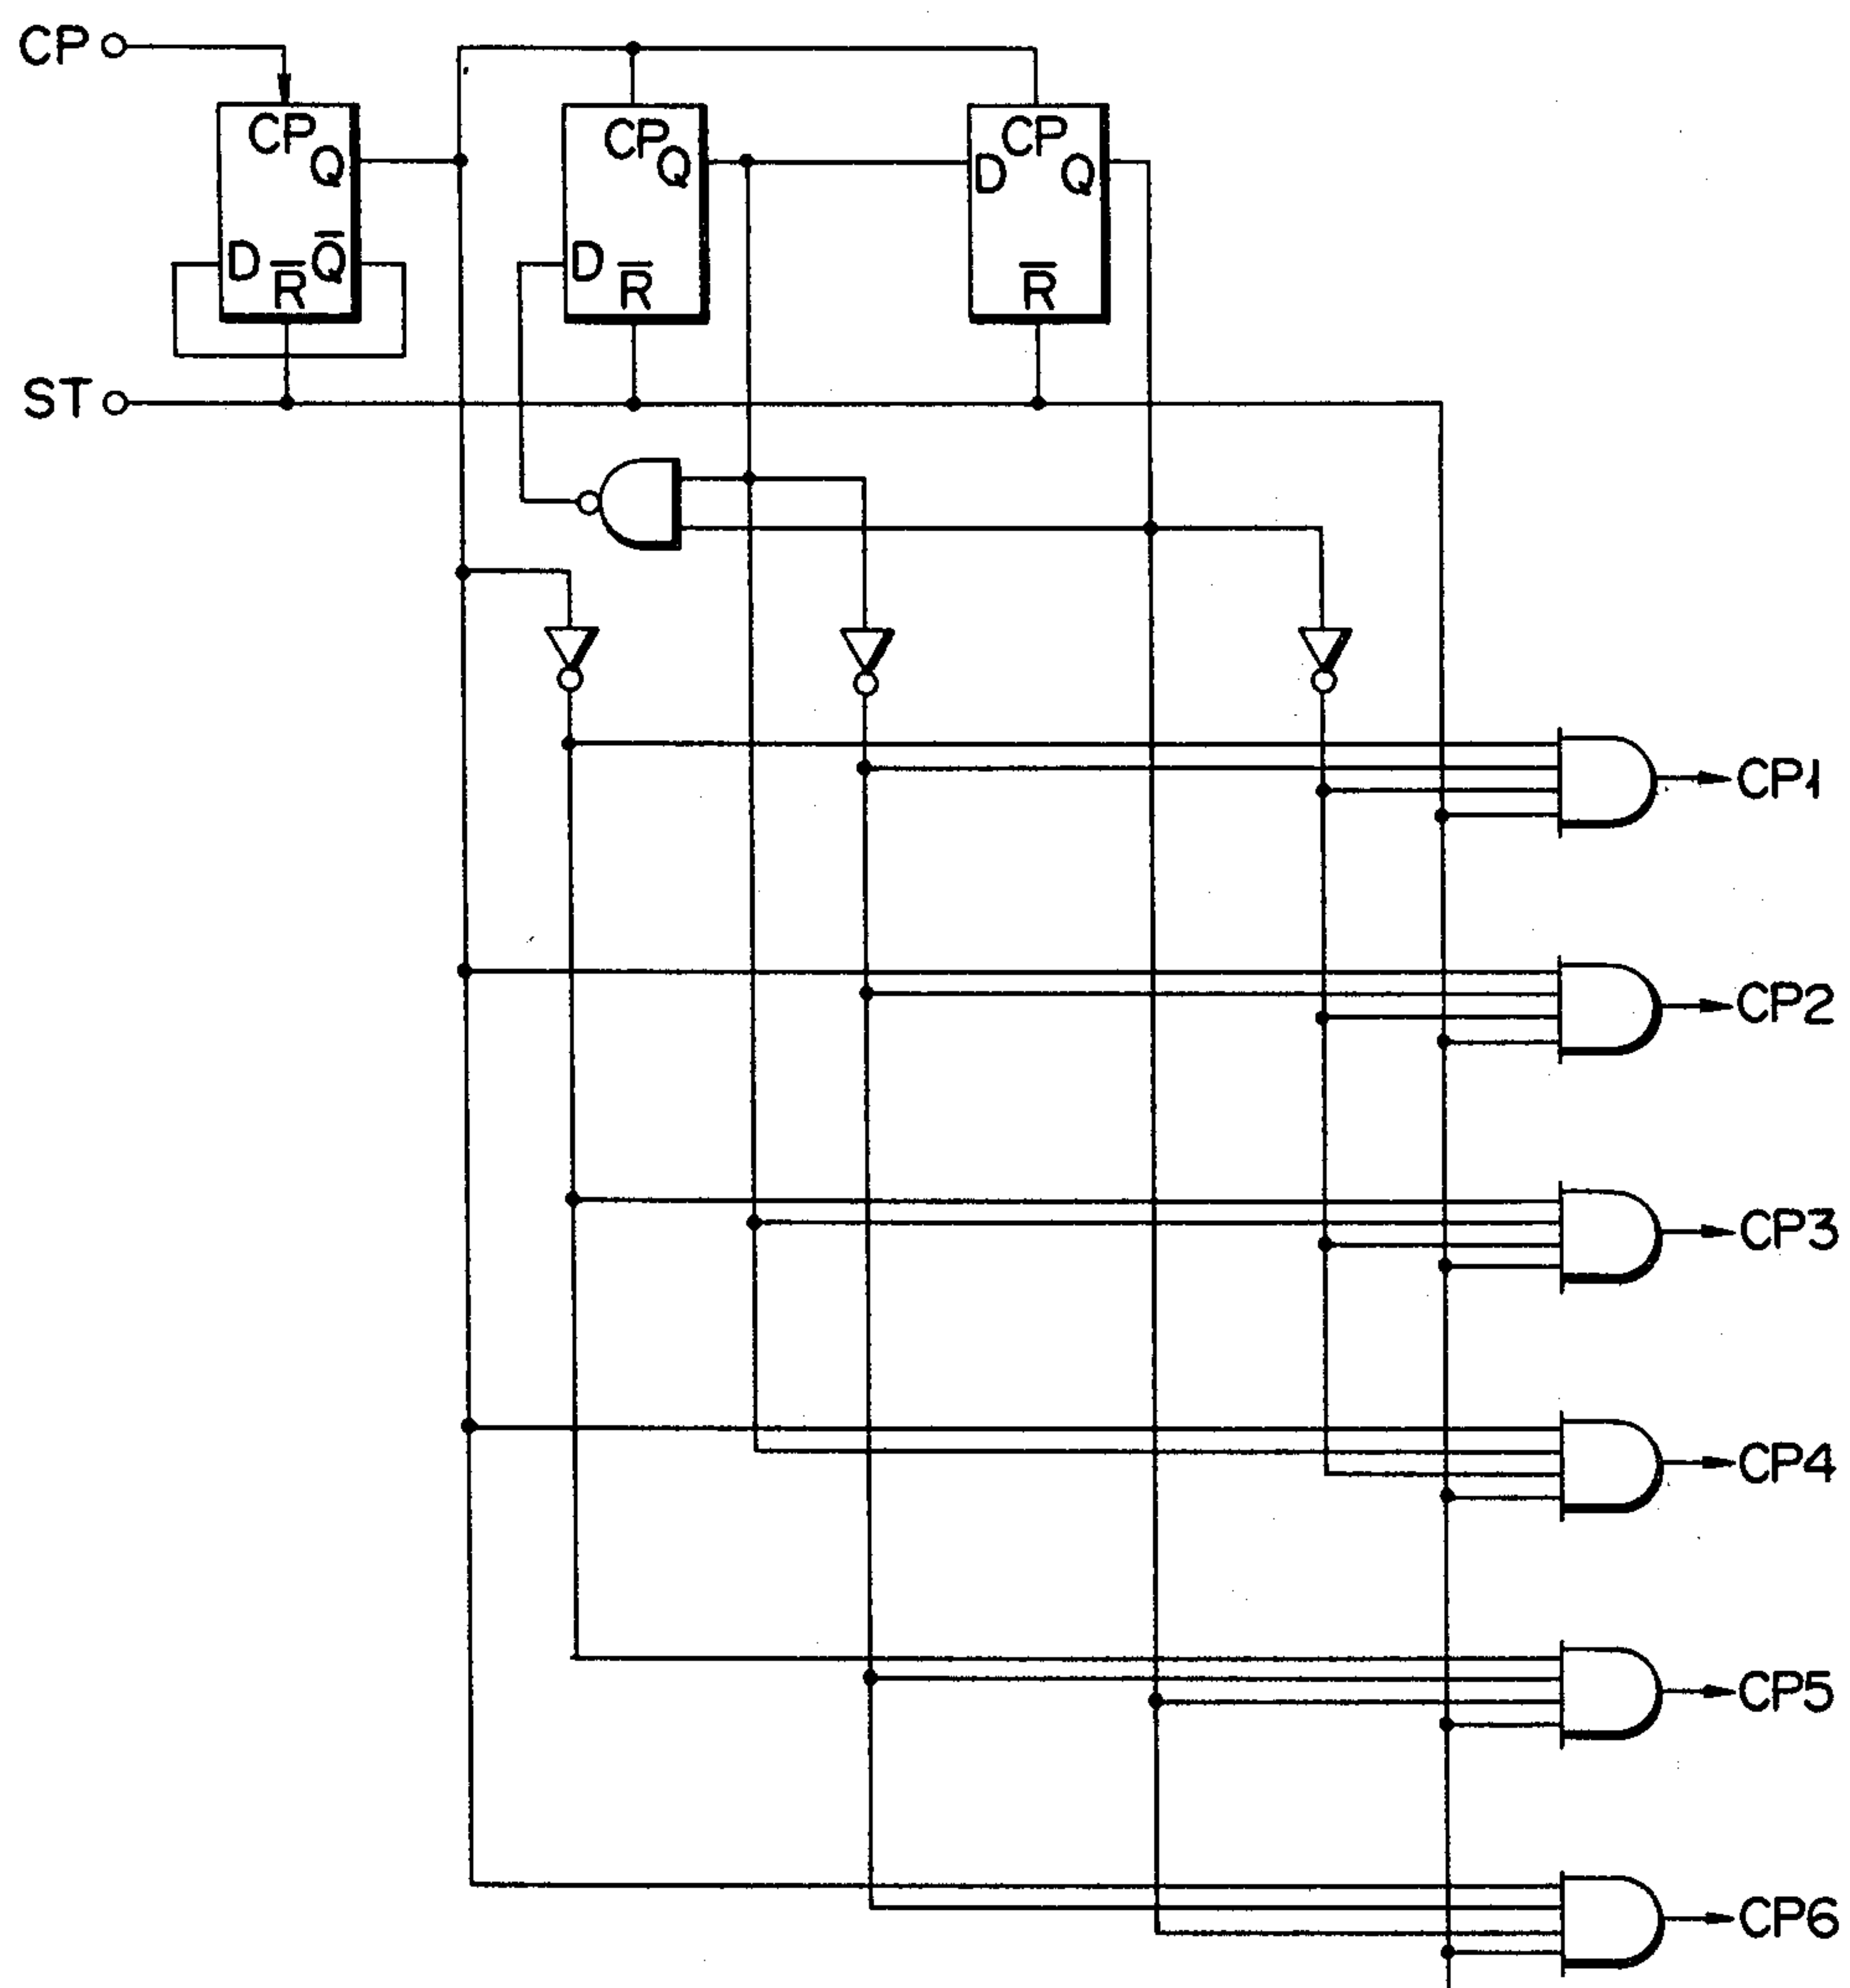 CP
CP Q
D R̅ Q̅
CP Q
D R̅
D CP Q
R̅
ST
CP1
CP2
CP3
CP4
CP5
CP6